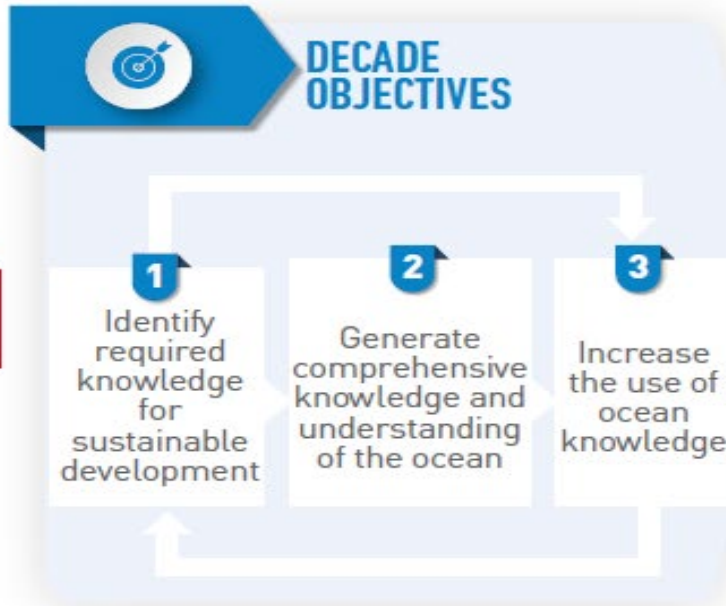 DECADE
OBJECTIVES
1
Identify
required
knowledge
for
sustainable
development
2
Generate
comprehensive
knowledge and
understanding
of the ocean
3
Increase
the use of
ocean
knowledge